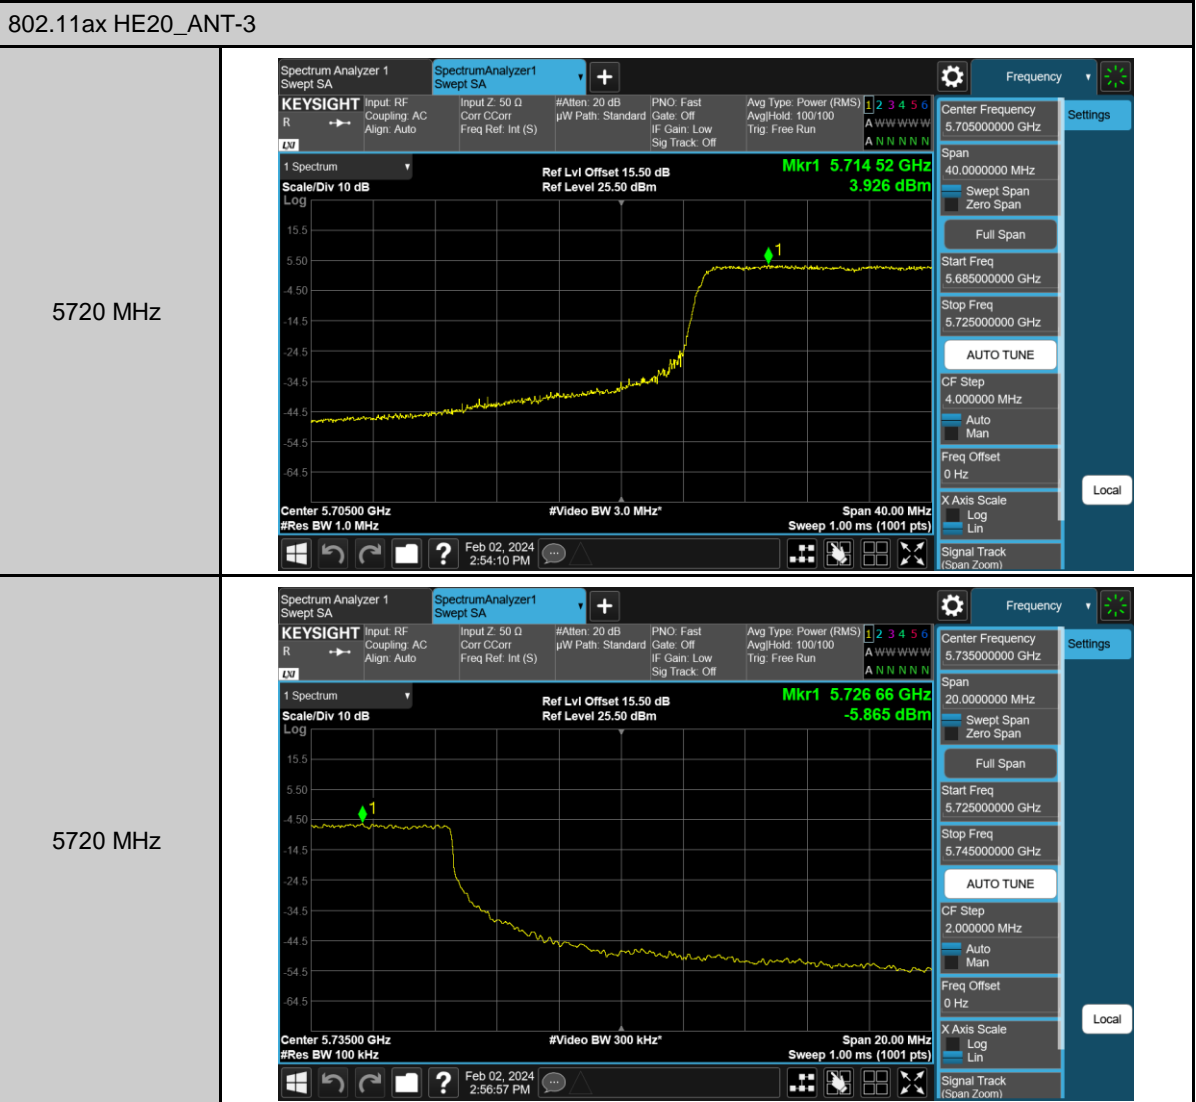 802.11ax HE20_ANT-3
5720 MHz
Spectrum Analyzer 1
Swept SA
SpectrumAnalyzer1
Swept SA
Frequency
KEYSIGHT
R
LXI
Input: RF
Coupling: AC
Align: Auto
Input Z: 50 Ω
Corr CCorr
Freq Ref: Int (S)
#Atten: 20 dB
µW Path: Standard
PNO: Fast
Gate: Off
IF Gain: Low
Sig Track: Off
Avg Type: Power (RMS)
Avg|Hold: 100/100
Trig: Free Run
1 2 3 4 5 6
A W W W W W
A N N N N N
1 Spectrum
Scale/Div 10 dB
Log
Ref Lvl Offset 15.50 dB
Ref Level 25.50 dBm
Mkr1 5.714 52 GHz
3.926 dBm
15.5
5.50
-4.50
-14.5
-24.5
-34.5
-44.5
-54.5
-64.5
1
Center 5.70500 GHz
#Res BW 1.0 MHz
#Video BW 3.0 MHz*
Span 40.00 MHz
Sweep 1.00 ms (1001 pts)
Feb 02, 2024
2:54:10 PM
Center Frequency
5.705000000 GHz
Span
40.0000000 MHz
Swept Span
Zero Span
Full Span
Start Freq
5.685000000 GHz
Stop Freq
5.725000000 GHz
AUTO TUNE
CF Step
4.000000 MHz
Auto
Man
Freq Offset
0 Hz
X Axis Scale
Log
Lin
Signal Track
(Span Zoom)
Settings
Local
5720 MHz
Spectrum Analyzer 1
Swept SA
SpectrumAnalyzer1
Swept SA
Frequency
KEYSIGHT
R
LXI
Input: RF
Coupling: AC
Align: Auto
Input Z: 50 Ω
Corr CCorr
Freq Ref: Int (S)
#Atten: 20 dB
µW Path: Standard
PNO: Fast
Gate: Off
IF Gain: Low
Sig Track: Off
Avg Type: Power (RMS)
Avg|Hold: 100/100
Trig: Free Run
1 2 3 4 5 6
A W W W W W
A N N N N N
1 Spectrum
Scale/Div 10 dB
Log
Ref Lvl Offset 15.50 dB
Ref Level 25.50 dBm
Mkr1 5.726 66 GHz
-5.865 dBm
15.5
5.50
-4.50
-14.5
-24.5
-34.5
-44.5
-54.5
-64.5
1
Center 5.73500 GHz
#Res BW 100 kHz
#Video BW 300 kHz*
Span 20.00 MHz
Sweep 1.00 ms (1001 pts)
Feb 02, 2024
2:56:57 PM
Center Frequency
5.735000000 GHz
Span
20.0000000 MHz
Swept Span
Zero Span
Full Span
Start Freq
5.725000000 GHz
Stop Freq
5.745000000 GHz
AUTO TUNE
CF Step
2.000000 MHz
Auto
Man
Freq Offset
0 Hz
X Axis Scale
Log
Lin
Signal Track
(Span Zoom)
Settings
Local